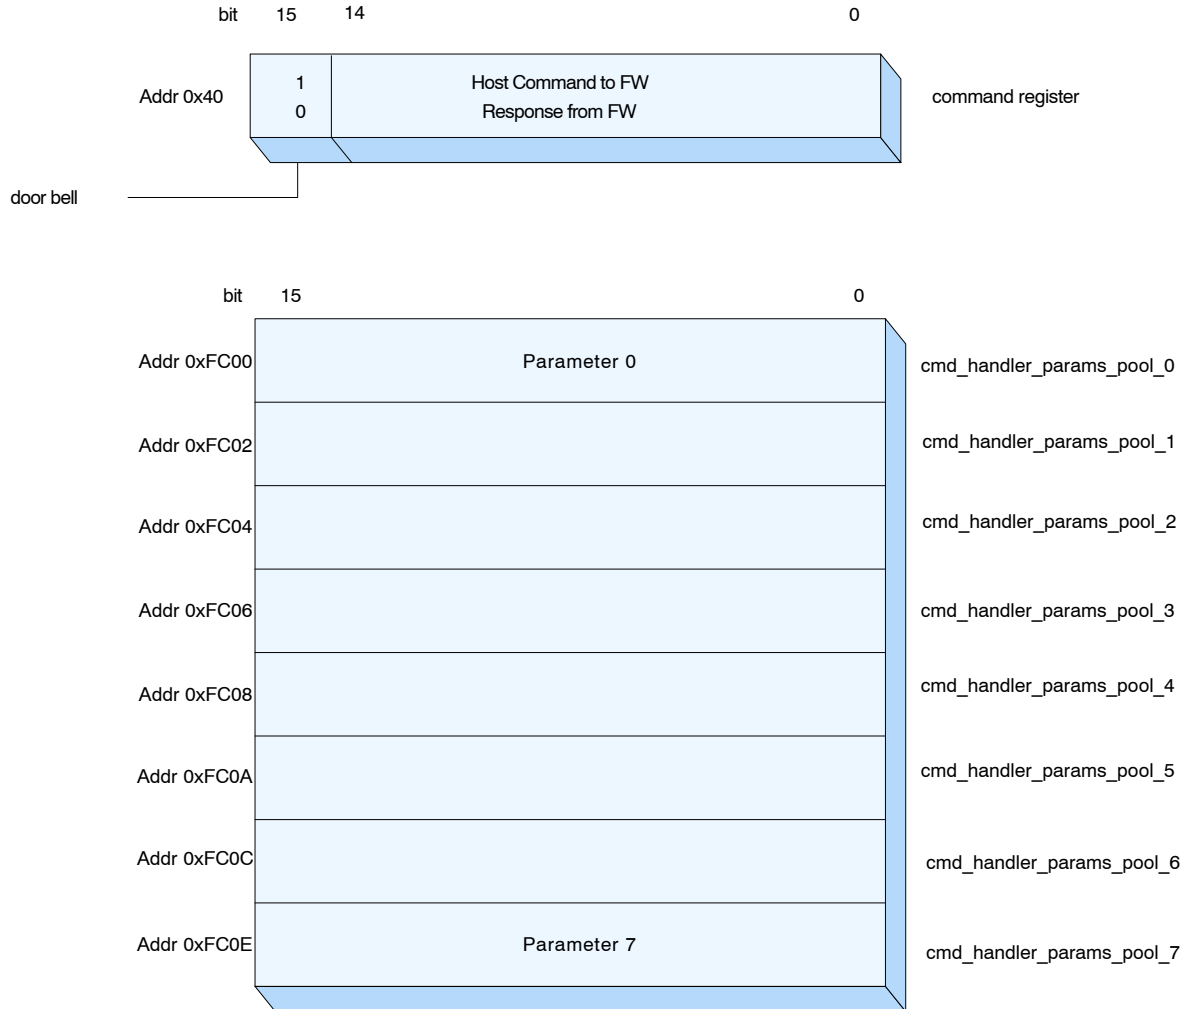 bit 15 14 0
Addr 0x40 1 Host Command to FW command register
0 Response from FW
door bell
bit 15 0
Addr 0xFC00 Parameter 0 cmd_handler_params_pool_0
Addr 0xFC02 cmd_handler_params_pool_1
Addr 0xFC04 cmd_handler_params_pool_2
Addr 0xFC06 cmd_handler_params_pool_3
Addr 0xFC08 cmd_handler_params_pool_4
Addr 0xFC0A cmd_handler_params_pool_5
Addr 0xFC0C cmd_handler_params_pool_6
Addr 0xFC0E Parameter 7 cmd_handler_params_pool_7